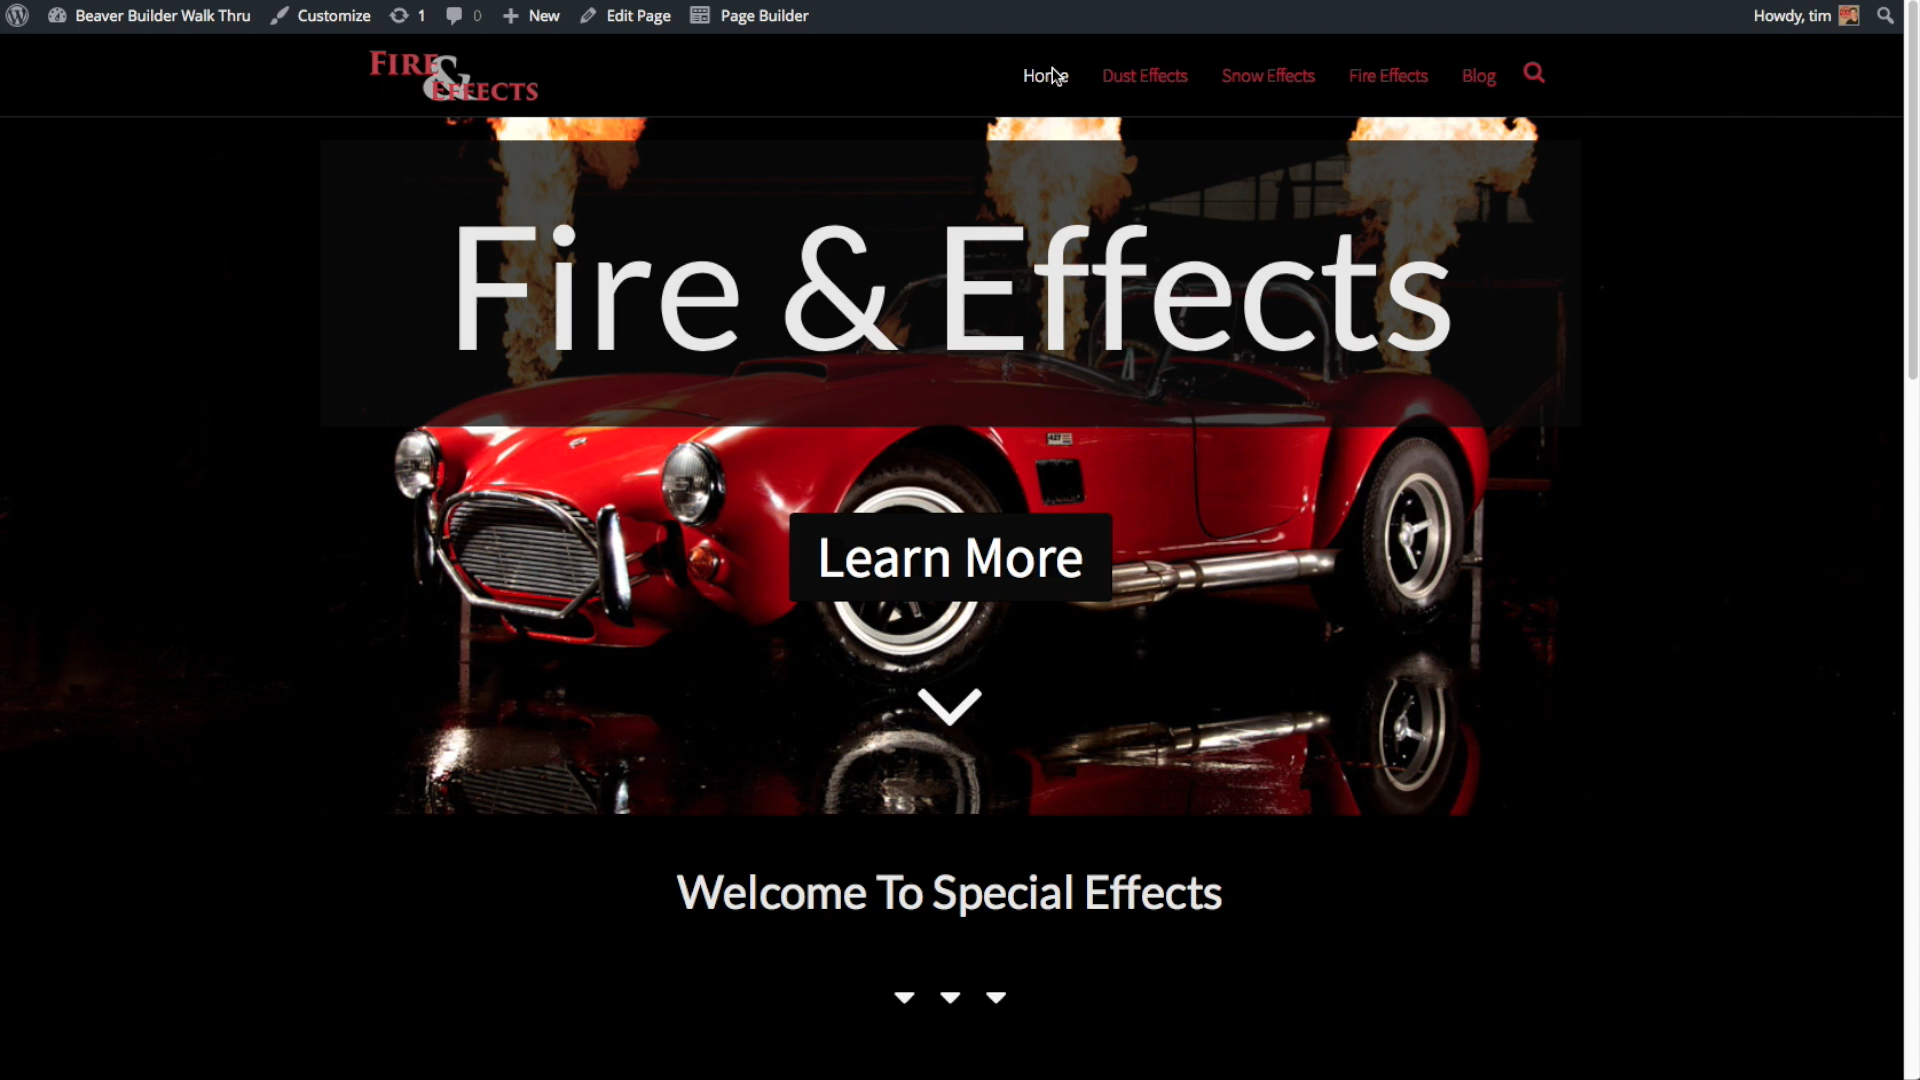 Beaver Builder Walk Thru Customize 1 0 New Edit Page Page Builder Howdy, tim
FIRE & EFFECTS
Home Dust Effects Snow Effects Fire Effects Blog
Fire & Effects
427
Learn More
Welcome To Special Effects